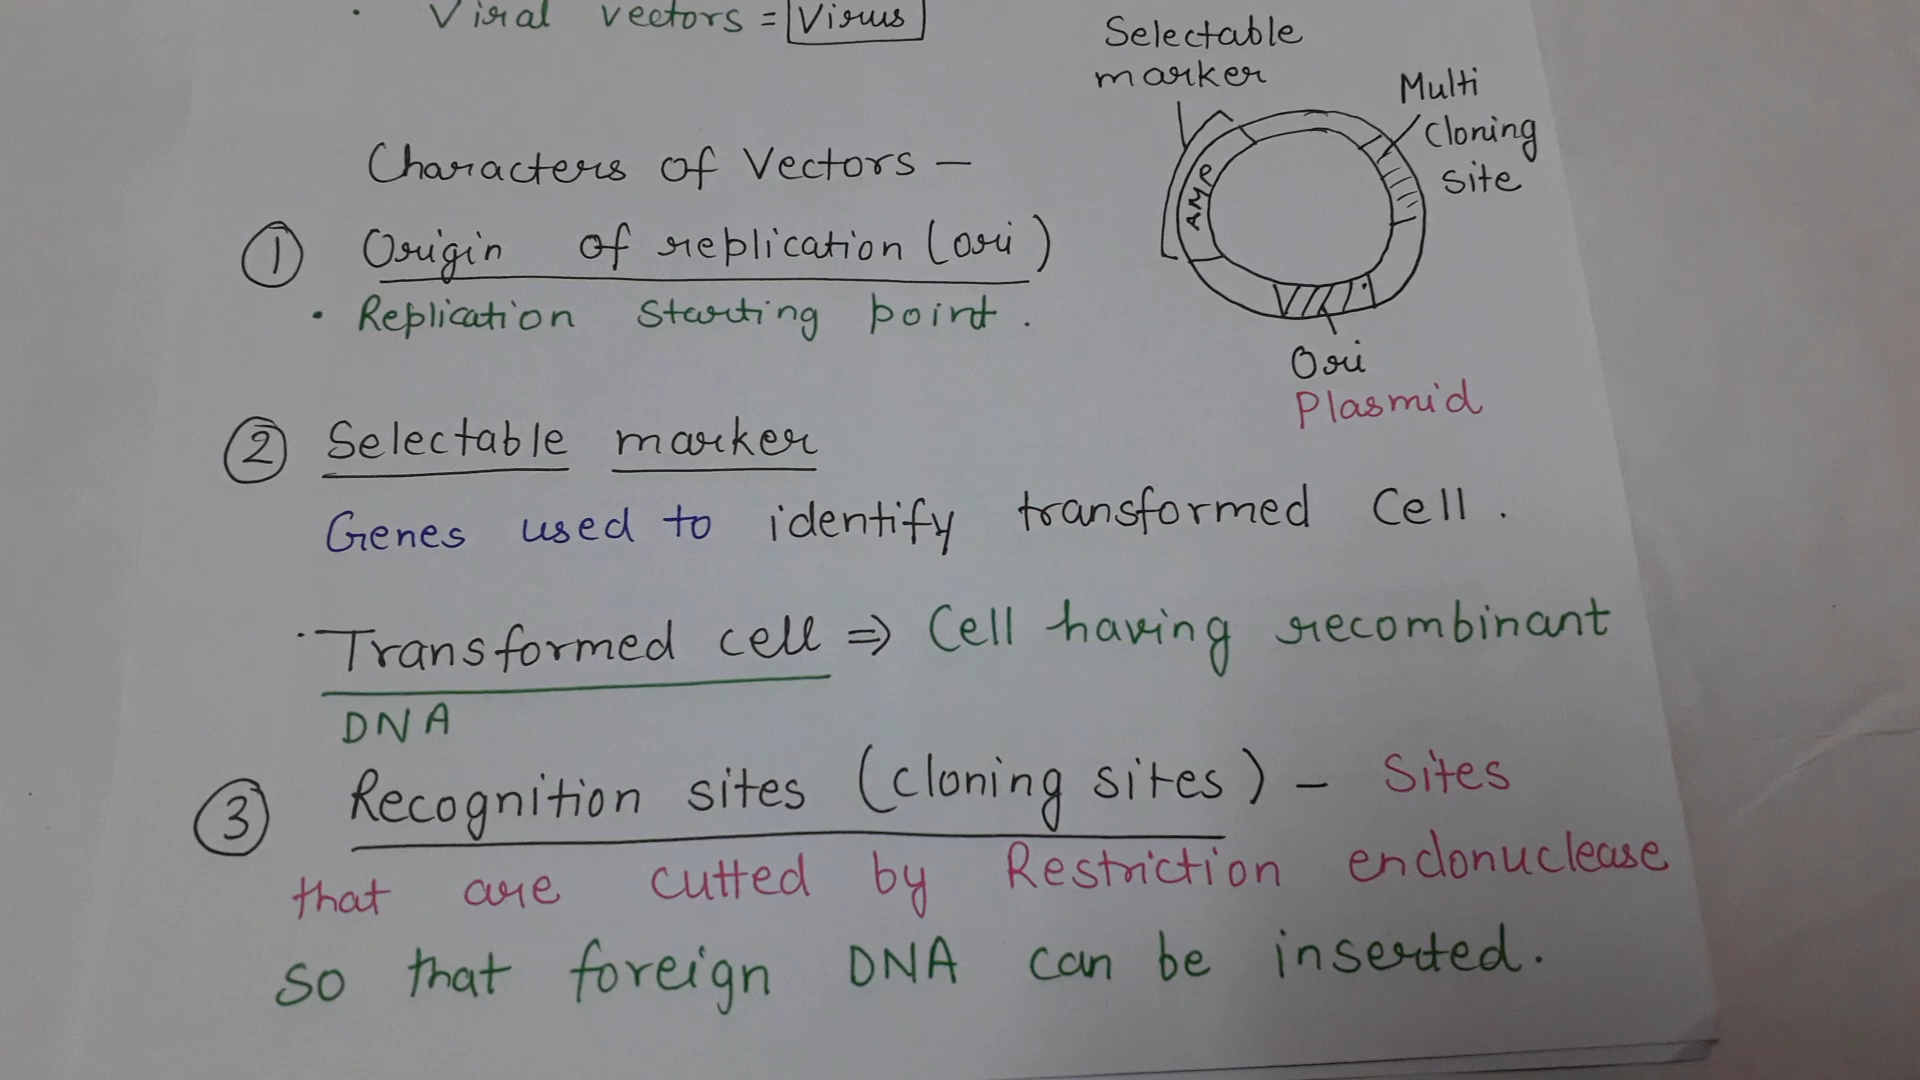 · Viral vectors = Virus
Selectable
marker
Multi
cloning
site
AMP
Ori
Plasmid
Characters of Vectors –
① Origin of replication (ori)
· Replication starting point .
② Selectable marker
Genes used to identify transformed Cell .
· Transformed cell ⇒ Cell having recombinant
DNA
③ Recognition sites (cloning sites) – Sites
that are cutted by Restriction endonuclease
so that foreign DNA can be inserted.